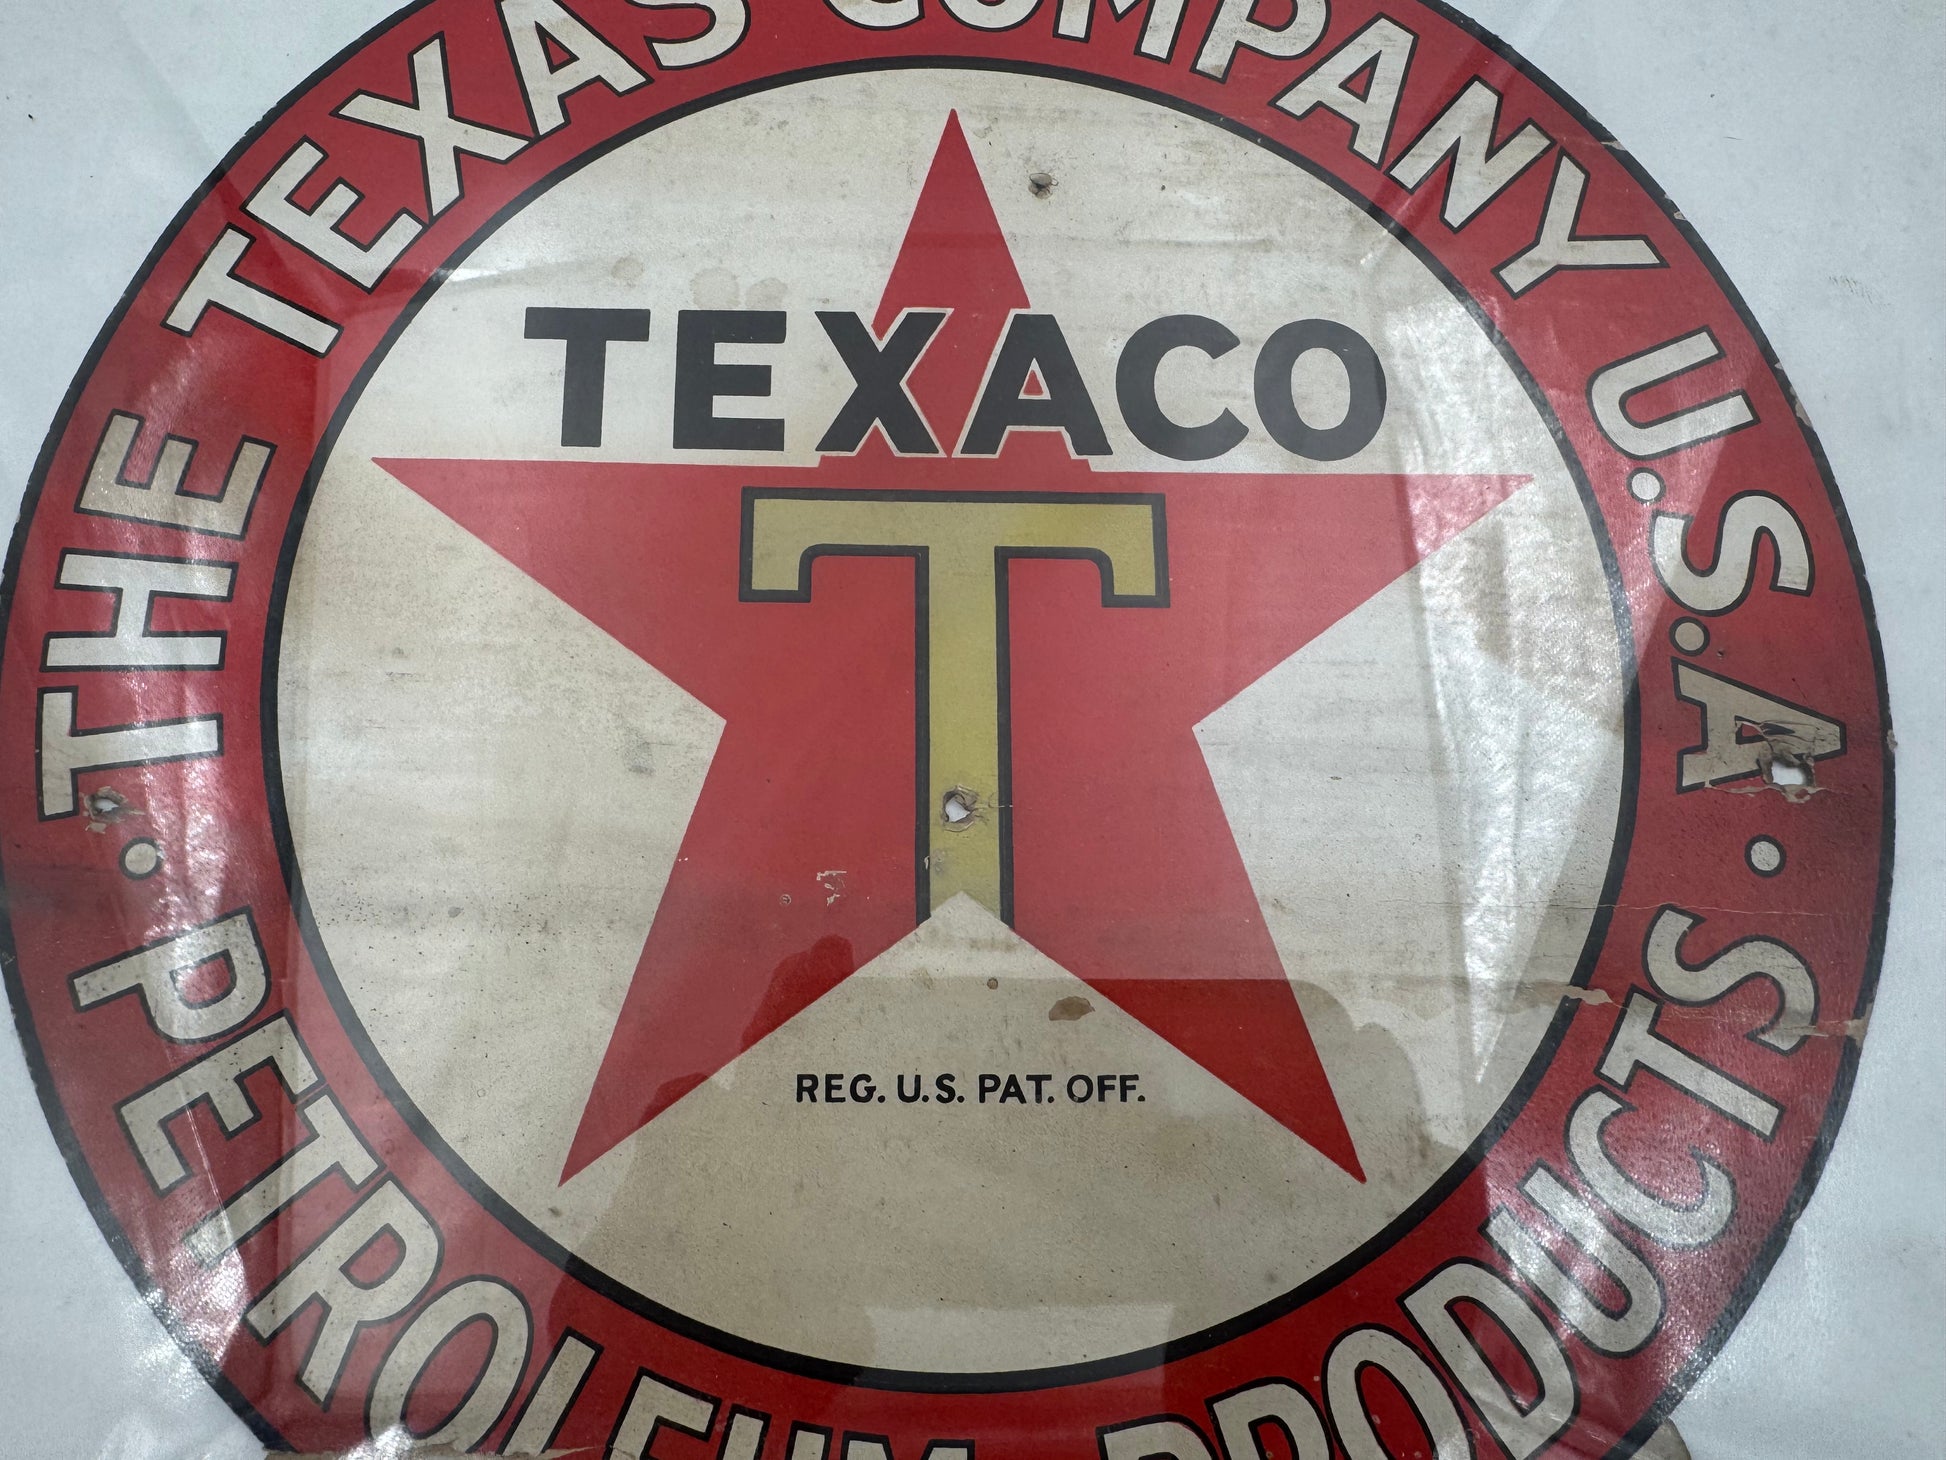 THE TEXAS COMPANY U.S.A.
TEXACO
T
REG. U.S. PAT. OFF.
PETROLEUM PRODUCTS